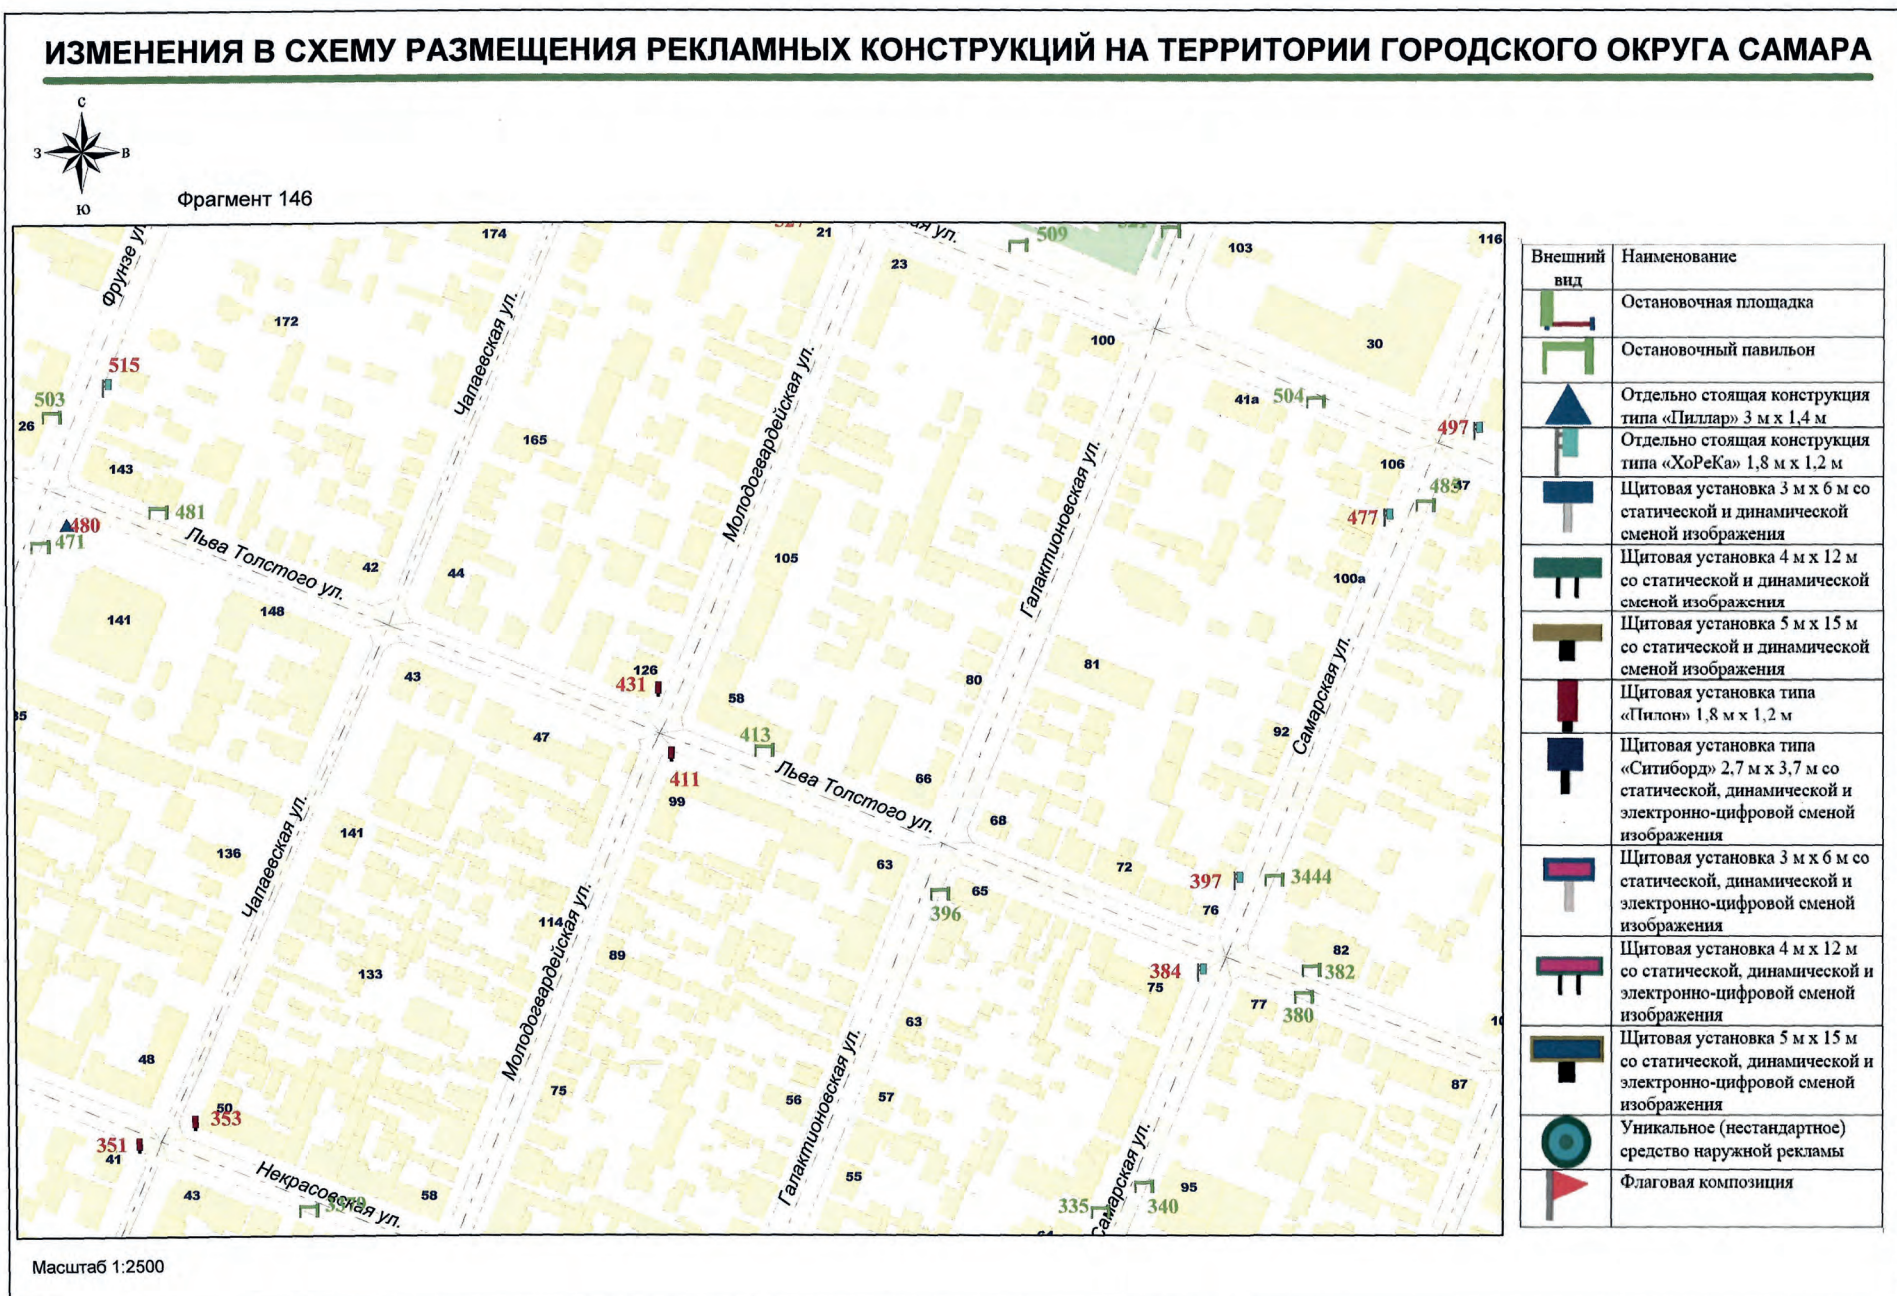 ИЗМЕНЕНИЯ В СХЕМУ РАЗМЕЩЕНИЯ РЕКЛАМНЫХ КОНСТРУКЦИЙ НА ТЕРРИТОРИИ ГОРОДСКОГО ОКРУГА САМАРА
С
З
В
Ю
Фрагмент 146
Фрунзе ул.
174
21
ая ул.
509
103
116
23
172
Чапаевская ул.
100
30
515
503
Молодогвардейская ул.
41а
504
497
26
143
165
Галактионовская ул.
106
47
481
480
471
477
Льва Толстого ул.
42
44
105
100а
141
148
43
126
431
58
80
81
Самарская ул.
92
47
413
411
99
Льва Толстого ул.
66
68
141
136
Чапаевская ул.
63
65
396
72
397
3444
76
114
Молодогвардейская ул.
89
133
384
75
82
382
77
380
63
48
75
56
57
Галактионовская ул.
87
50
353
351
41
43
Некрасовская ул.
58
55
Самарская ул.
95
335
340
Масштаб 1:2500
Внешний вид
Наименование
Остановочная площадка
Остановочный павильон
Отдельно стоящая конструкция
типа «Пиллар» 3 м х 1,4 м
Отдельно стоящая конструкция
типа «ХоРеКа» 1,8 м х 1,2 м
Щитовая установка 3 м х 6 м со
статической и динамической
сменой изображения
Щитовая установка 4 м х 12 м
со статической и динамической
сменой изображения
Щитовая установка 5 м х 15 м
со статической и динамической
сменой изображения
Щитовая установка типа
«Пилон» 1,8 м х 1,2 м
Щитовая установка типа
«Ситиборд» 2,7 м х 3,7 м со
статической, динамической и
электронно-цифровой сменой
изображения
Щитовая установка 3 м х 6 м со
статической, динамической и
электронно-цифровой сменой
изображения
Щитовая установка 4 м х 12 м
со статической, динамической и
электронно-цифровой сменой
изображения
Щитовая установка 5 м х 15 м
со статической, динамической и
электронно-цифровой сменой
изображения
Уникальное (нестандартное)
средство наружной рекламы
Флаговая композиция